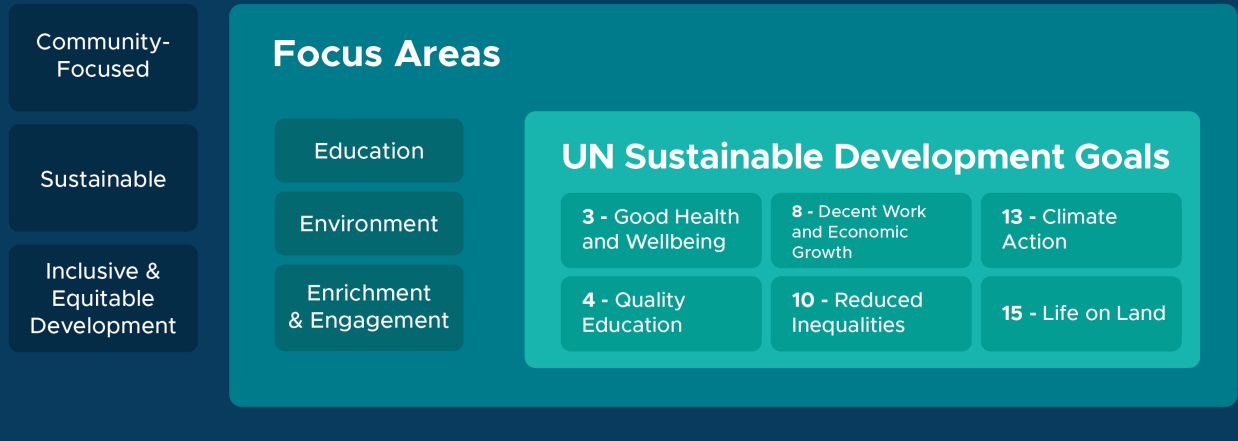 Community-
Focused
Sustainable
Inclusive &
Equitable
Development
Focus Areas
Education
Environment
Enrichment
& Engagement
UN Sustainable Development Goals
3 - Good Health
and Wellbeing
8 - Decent Work
and Economic
Growth
13 - Climate
Action
4 - Quality
Education
10 - Reduced
Inequalities
15 - Life on Land